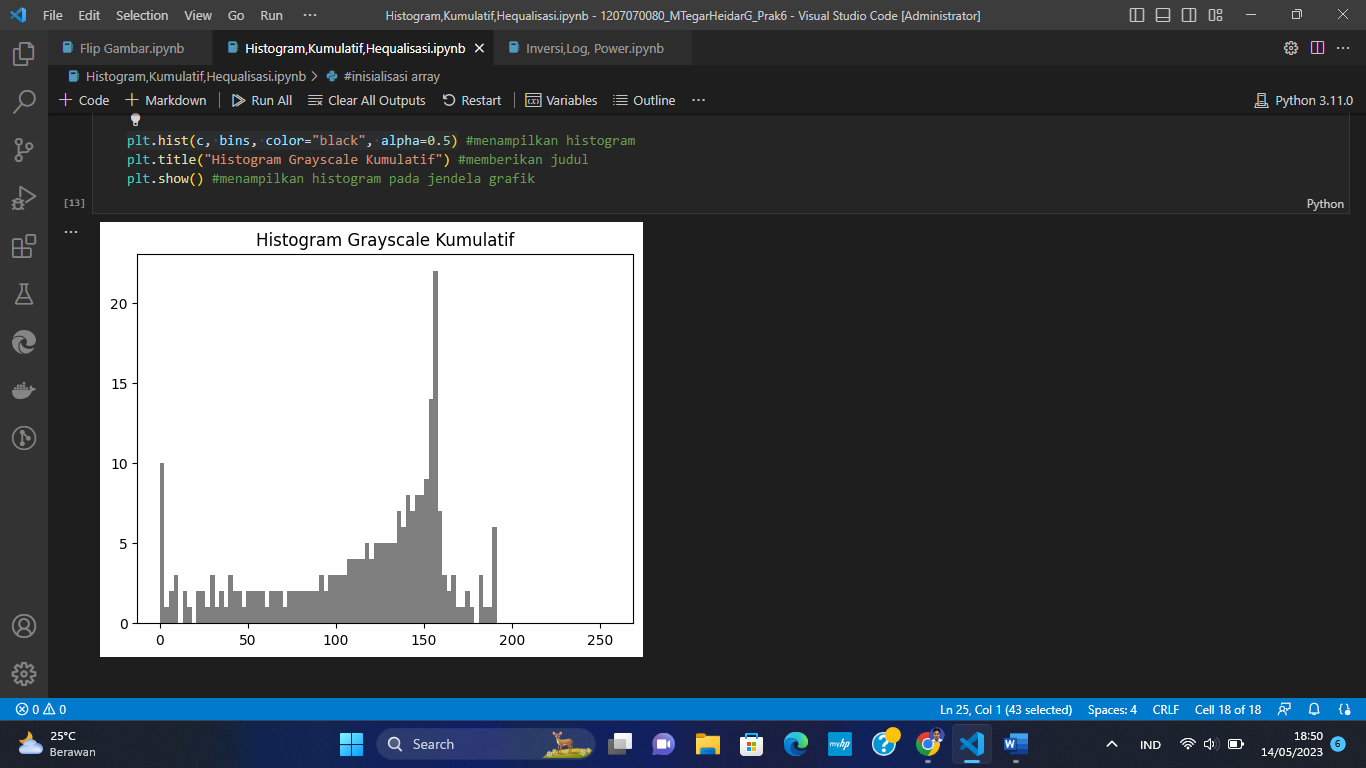 File Edit Selection View Go Run ··· Histogram,Kumulatif,Hequalisasi.ipynb - 1207070080_MTegarHeidarG_Prak6 - Visual Studio Code [Administrator]
Flip Gambar.ipynb Histogram,Kumulatif,Hequalisasi.ipynb Inversi,Log, Power.ipynb
Histogram,Kumulatif,Hequalisasi.ipynb > #inisialisasi array
+ Code + Markdown Run All Clear All Outputs Restart Variables Outline ··· Python 3.11.0
plt.hist(c, bins, color="black", alpha=0.5) #menampilkan histogram
plt.title("Histogram Grayscale Kumulatif") #memberikan judul
plt.show() #menampilkan histogram pada jendela grafik
[13] Python
Histogram Grayscale Kumulatif
20
15
10
5
0
0 50 100 150 200 250
0 0 Ln 25, Col 1 (43 selected) Spaces: 4 CRLF Cell 18 of 18
25°C
Berawan
Search
myhp
IND
18:50
14/05/2023
6